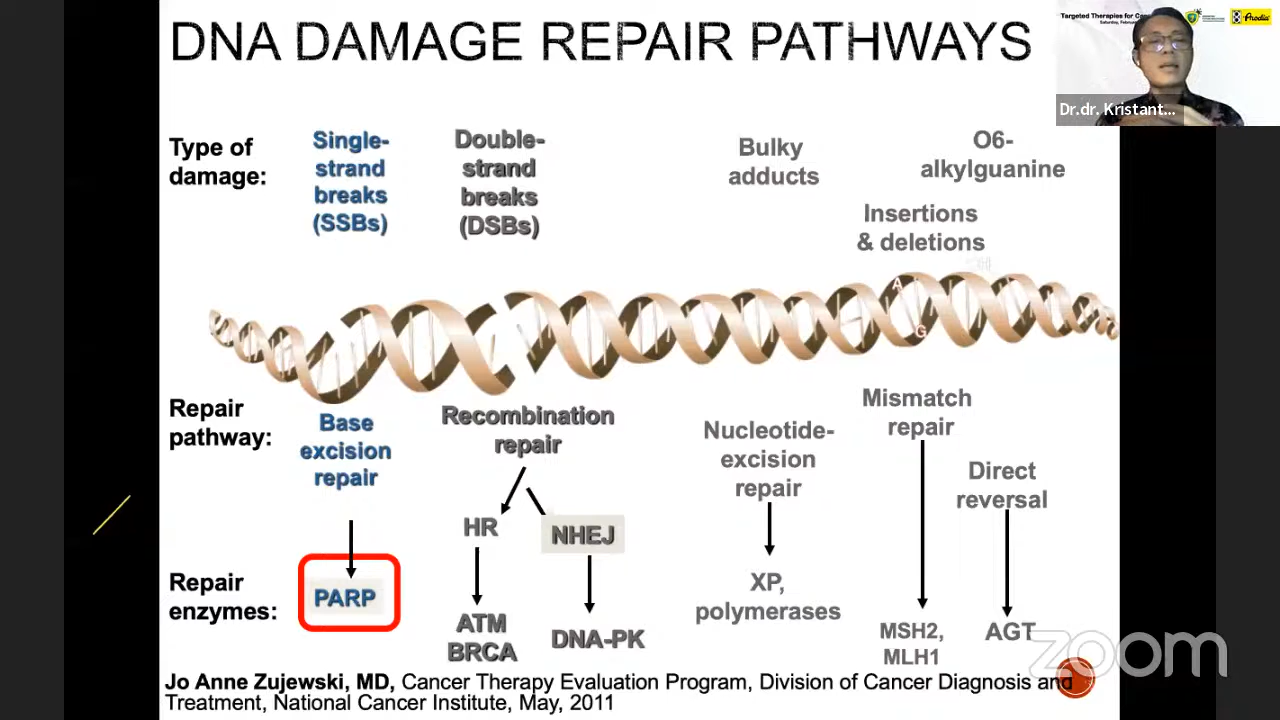 DNA DAMAGE REPAIR PATHWAYS
Targeted Therapies for
Dr.dr. Kristant...
Type of
damage:
Single-
strand
breaks
(SSBs)
Double-
strand
breaks
(DSBs)
Bulky
adducts
O6-
alkylguanine
Insertions
& deletions
A
G
Repair
pathway:
Base
excision
repair
Recombination
repair
Nucleotide-
excision
repair
Mismatch
repair
Direct
reversal
HR
NHEJ
Repair
enzymes:
PARP
ATM
BRCA
DNA-PK
XP,
polymerases
MSH2,
MLH1
AGT
zoom
Jo Anne Zujewski, MD, Cancer Therapy Evaluation Program, Division of Cancer Diagnosis and
Treatment, National Cancer Institute, May, 2011